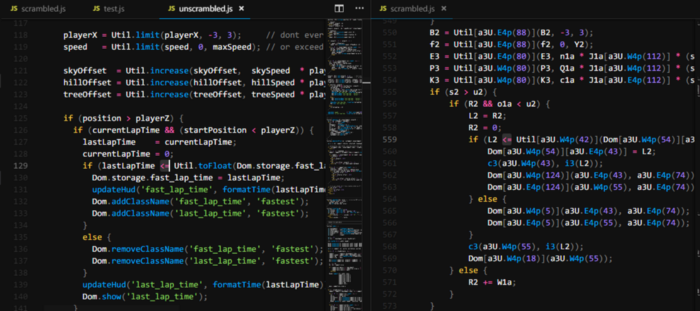 JS scrambled.js
JS test.js
JS unscrambled.js
117
118 playerX = Util.limit(playerX, -3, 3); // dont ever
119 speed = Util.limit(speed, 0, maxSpeed); // or exceed
120
121 skyOffset = Util.increase(skyOffset, skySpeed * pla
122 hillOffset = Util.increase(hillOffset, hillSpeed * pla
123 treeOffset = Util.increase(treeOffset, treeSpeed * pla
124
125 if (position > playerZ) {
126 if (currentLapTime && (startPosition < playerZ)) {
127 lastLapTime = currentLapTime;
128 currentLapTime = 0;
129 if (lastLapTime <= Util.toFloat(Dom.storage.fast_l
130 Dom.storage.fast_lap_time = lastLapTime;
131 updateHud('fast_lap_time', formatTime(lastLapTime
132 Dom.addClassName('fast_lap_time', 'fastest');
133 Dom.addClassName('last_lap_time', 'fastest');
134 }
135 else {
136 Dom.removeClassName('fast_lap_time', 'fastest');
137 Dom.removeClassName('last_lap_time', 'fastest');
138 }
139 updateHud('last_lap_time', formatTime(lastLapTime)
140 Dom.show('last_lap_time');
141 }
JS scrambled.js
549 }
550 B2 = Util[a3U.E4p(88)](B2, -3, 3);
551 f2 = Util[a3U.E4p(88)](f2, 0, Y2);
552 E3 = Util[a3U.E4p(80)](E3, n1a * J1a[a3U.W4p(112)] * (s
553 P3 = Util[a3U.W4p(80)](P3, Q1a * J1a[a3U.W4p(112)] * (s
554 K3 = Util[a3U.W4p(80)](K3, c1a * J1a[a3U.E4p(112)] * (s
555 if (s2 > u2) {
556 if (R2 && o1a < u2) {
557 L2 = R2;
558 R2 = 0;
559 if (L2 <= Util[a3U.W4p(42)](Dom[a3U.W4p(54)][a3
560 Dom[a3U.W4p(54)][a3U.E4p(43)] = L2;
561 c3(a3U.W4p(43), i3(L2));
562 Dom[a3U.W4p(124)](a3U.E4p(43), a3U.E4p(74))
563 Dom[a3U.E4p(124)](a3U.W4p(55), a3U.E4p(74))
564 } else {
565 Dom[a3U.W4p(5)](a3U.E4p(43), a3U.E4p(74));
566 Dom[a3U.E4p(5)](a3U.W4p(55), a3U.E4p(74));
567 }
568 c3(a3U.W4p(55), i3(L2));
569 Dom[a3U.W4p(18)](a3U.W4p(55));
570 } else {
571 R2 += W1a;
572 }
573 }